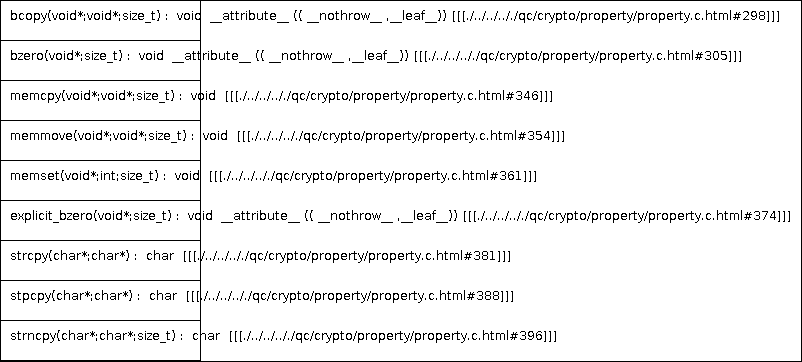 bcopy(void*;void*;size_t) : void __attribute__ (( __nothrow__ ,__leaf__)) [[[./../../../qc/crypto/property/property.c.html#298]]]
bzero(void*;size_t) : void __attribute__ (( __nothrow__ ,__leaf__)) [[[./../../../qc/crypto/property/property.c.html#305]]]
memcpy(void*;void*;size_t) : void [[[./../../../qc/crypto/property/property.c.html#346]]]
memmove(void*;void*;size_t) : void [[[./../../../qc/crypto/property/property.c.html#354]]]
memset(void*;int;size_t) : void [[[./../../../qc/crypto/property/property.c.html#361]]]
explicit_bzero(void*;size_t) : void __attribute__ (( __nothrow__ ,__leaf__)) [[[./../../../qc/crypto/property/property.c.html#374]]]
strcpy(char*;char*) : char [[[./../../../qc/crypto/property/property.c.html#381]]]
stpcpy(char*;char*) : char [[[./../../../qc/crypto/property/property.c.html#388]]]
strncpy(char*;char*;size_t) : char [[[./../../../qc/crypto/property/property.c.html#396]]]